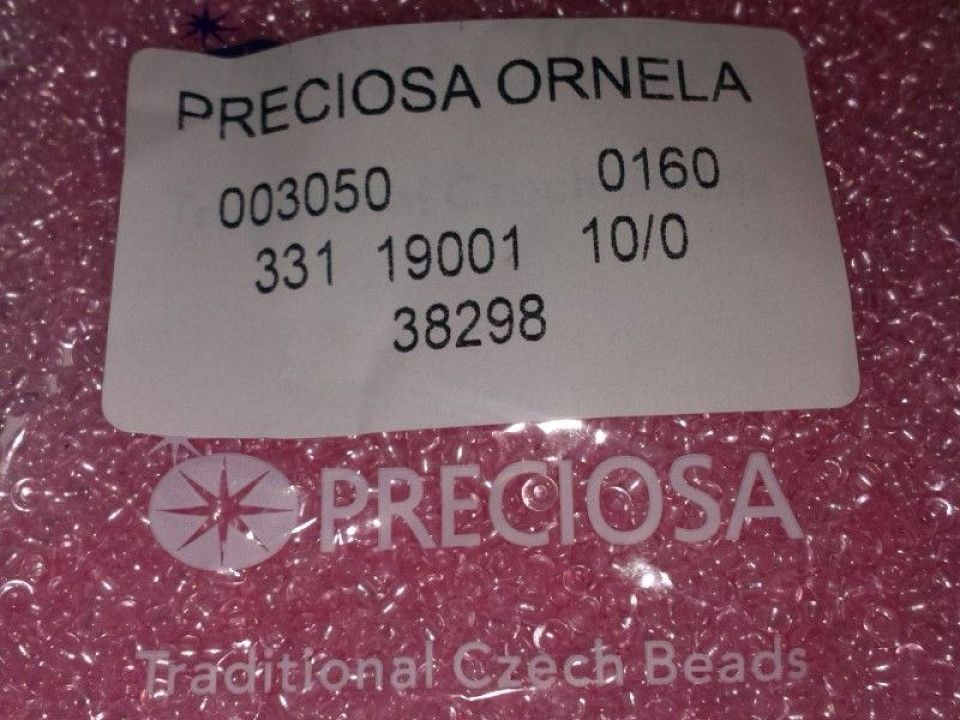 PRECIOSA ORNELA
003050 0160
331 19001 10/0
38298
PRECIOSA
Traditional Czech Beads